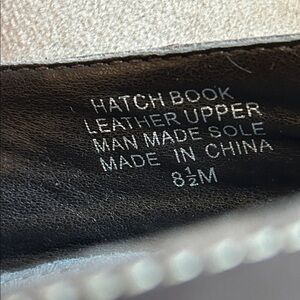 HATCH BOOK
LEATHER UPPER
MAN MADE SOLE
MADE IN CHINA
8½M